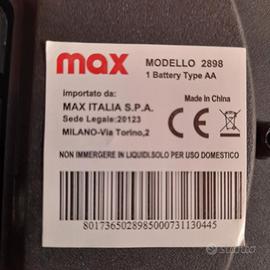 max
MODELLO 2898
1 Battery Type AA
importato da:
MAX ITALIA S.P.A.
Sede Legale:20123
MILANO-Via Torino,2
Made In China
CE
NON IMMERGERE IN LIQUIDI.SOLO PER USO DOMESTICO
8017365028985000731130445
subito